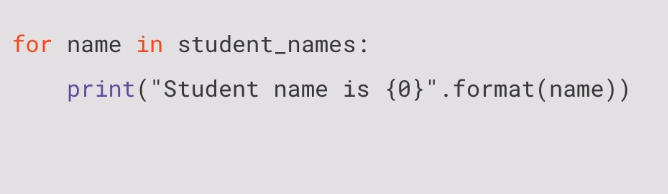 for name in student_names:
    print("Student name is {0}".format(name))